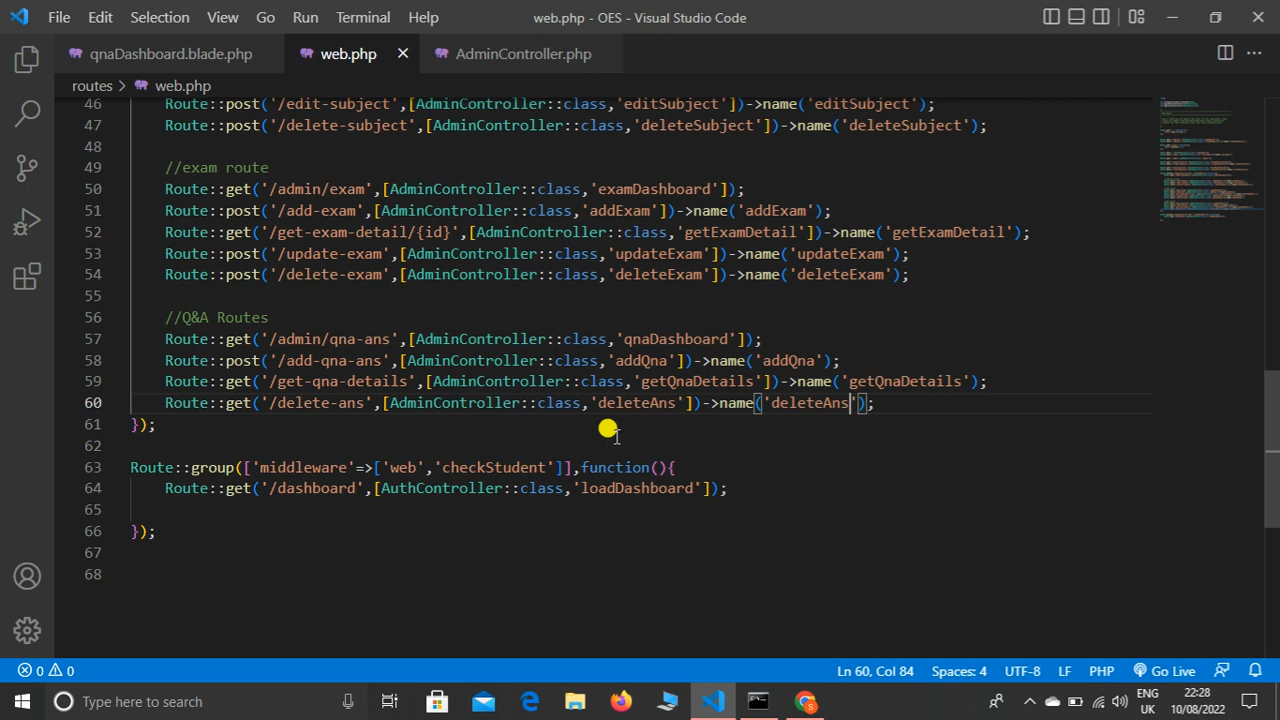 File Edit Selection View Go Run Terminal Help web.php - OES - Visual Studio Code
qnaDashboard.blade.php web.php AdminController.php
routes > web.php
46 Route::post('/edit-subject',[AdminController::class,'editSubject'])->name('editSubject');
47 Route::post('/delete-subject',[AdminController::class,'deleteSubject'])->name('deleteSubject');
48
49 //exam route
50 Route::get('/admin/exam',[AdminController::class,'examDashboard']);
51 Route::post('/add-exam',[AdminController::class,'addExam'])->name('addExam');
52 Route::get('/get-exam-detail/{id}',[AdminController::class,'getExamDetail'])->name('getExamDetail');
53 Route::post('/update-exam',[AdminController::class,'updateExam'])->name('updateExam');
54 Route::post('/delete-exam',[AdminController::class,'deleteExam'])->name('deleteExam');
55
56 //Q&A Routes
57 Route::get('/admin/qna-ans',[AdminController::class,'qnaDashboard']);
58 Route::post('/add-qna-ans',[AdminController::class,'addQna'])->name('addQna');
59 Route::get('/get-qna-details',[AdminController::class,'getQnaDetails'])->name('getQnaDetails');
60 Route::get('/delete-ans',[AdminController::class,'deleteAns'])->name('deleteAns');
61 });
62
63 Route::group(['middleware'=>['web','checkStudent']],function(){
64 Route::get('/dashboard',[AuthController::class,'loadDashboard']);
65
66 });
67
68
0 0 Ln 60, Col 84 Spaces: 4 UTF-8 LF PHP Go Live
Type here to search ENG 22:28
UK 10/08/2022